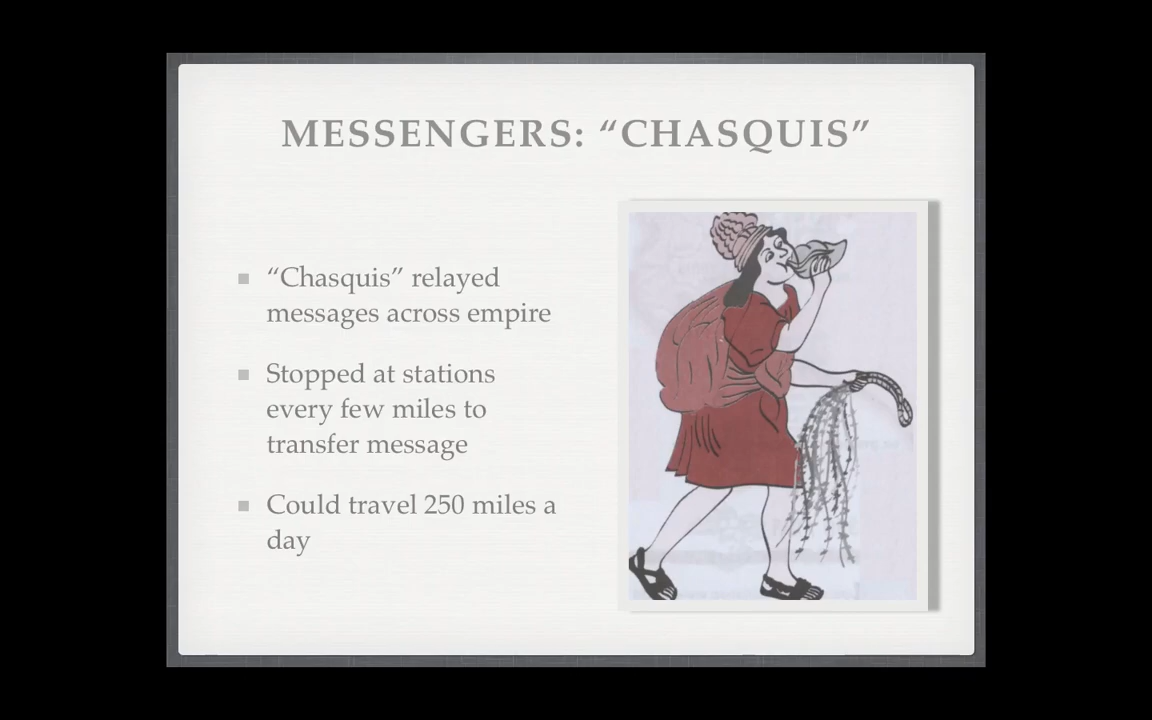 MESSENGERS: “CHASQUIS”
“Chasquis” relayed
messages across empire
Stopped at stations
every few miles to
transfer message
Could travel 250 miles a
day